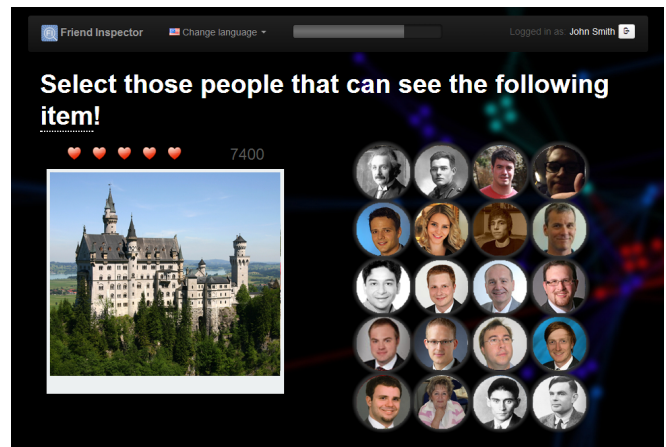 Friend Inspector
Change language
Logged in as: John Smith
Select those people that can see the following
item!
7400